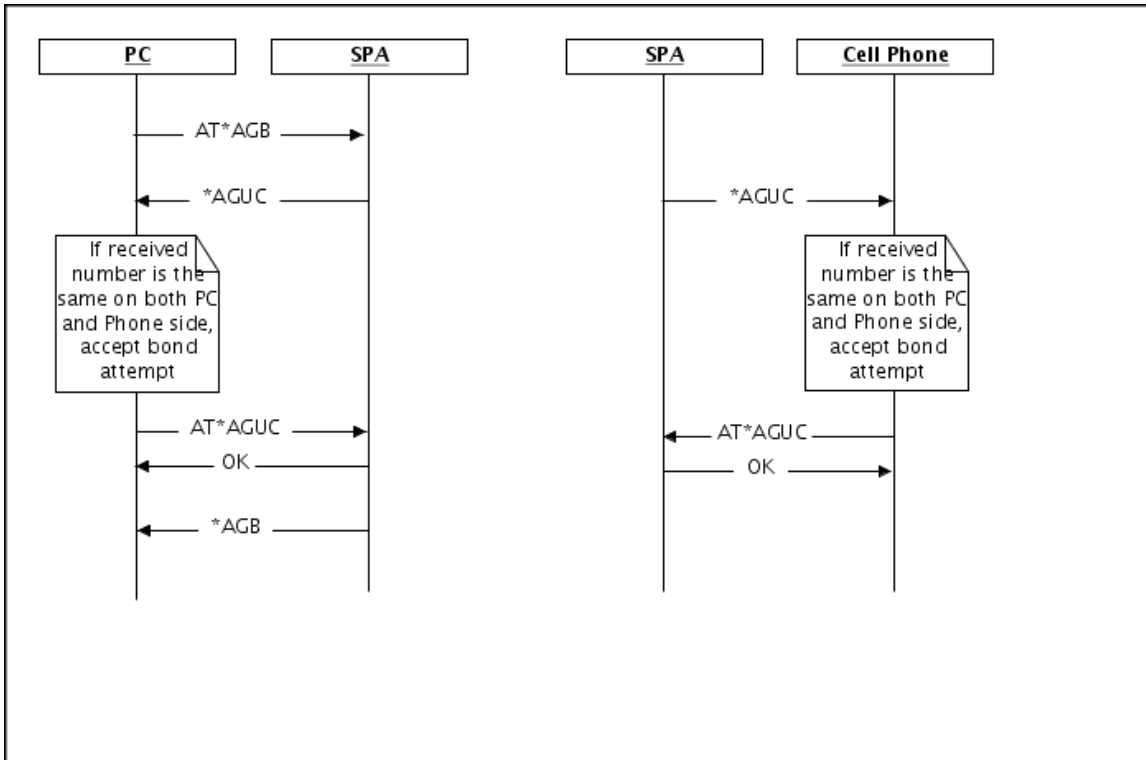 PC
SPA
SPA
Cell Phone
AT*AGB
*AGUC
*AGUC
If received
number is the
same on both PC
and Phone side,
accept bond
attempt
If received
number is the
same on both PC
and Phone side,
accept bond
attempt
AT*AGUC
AT*AGUC
OK
OK
*AGB